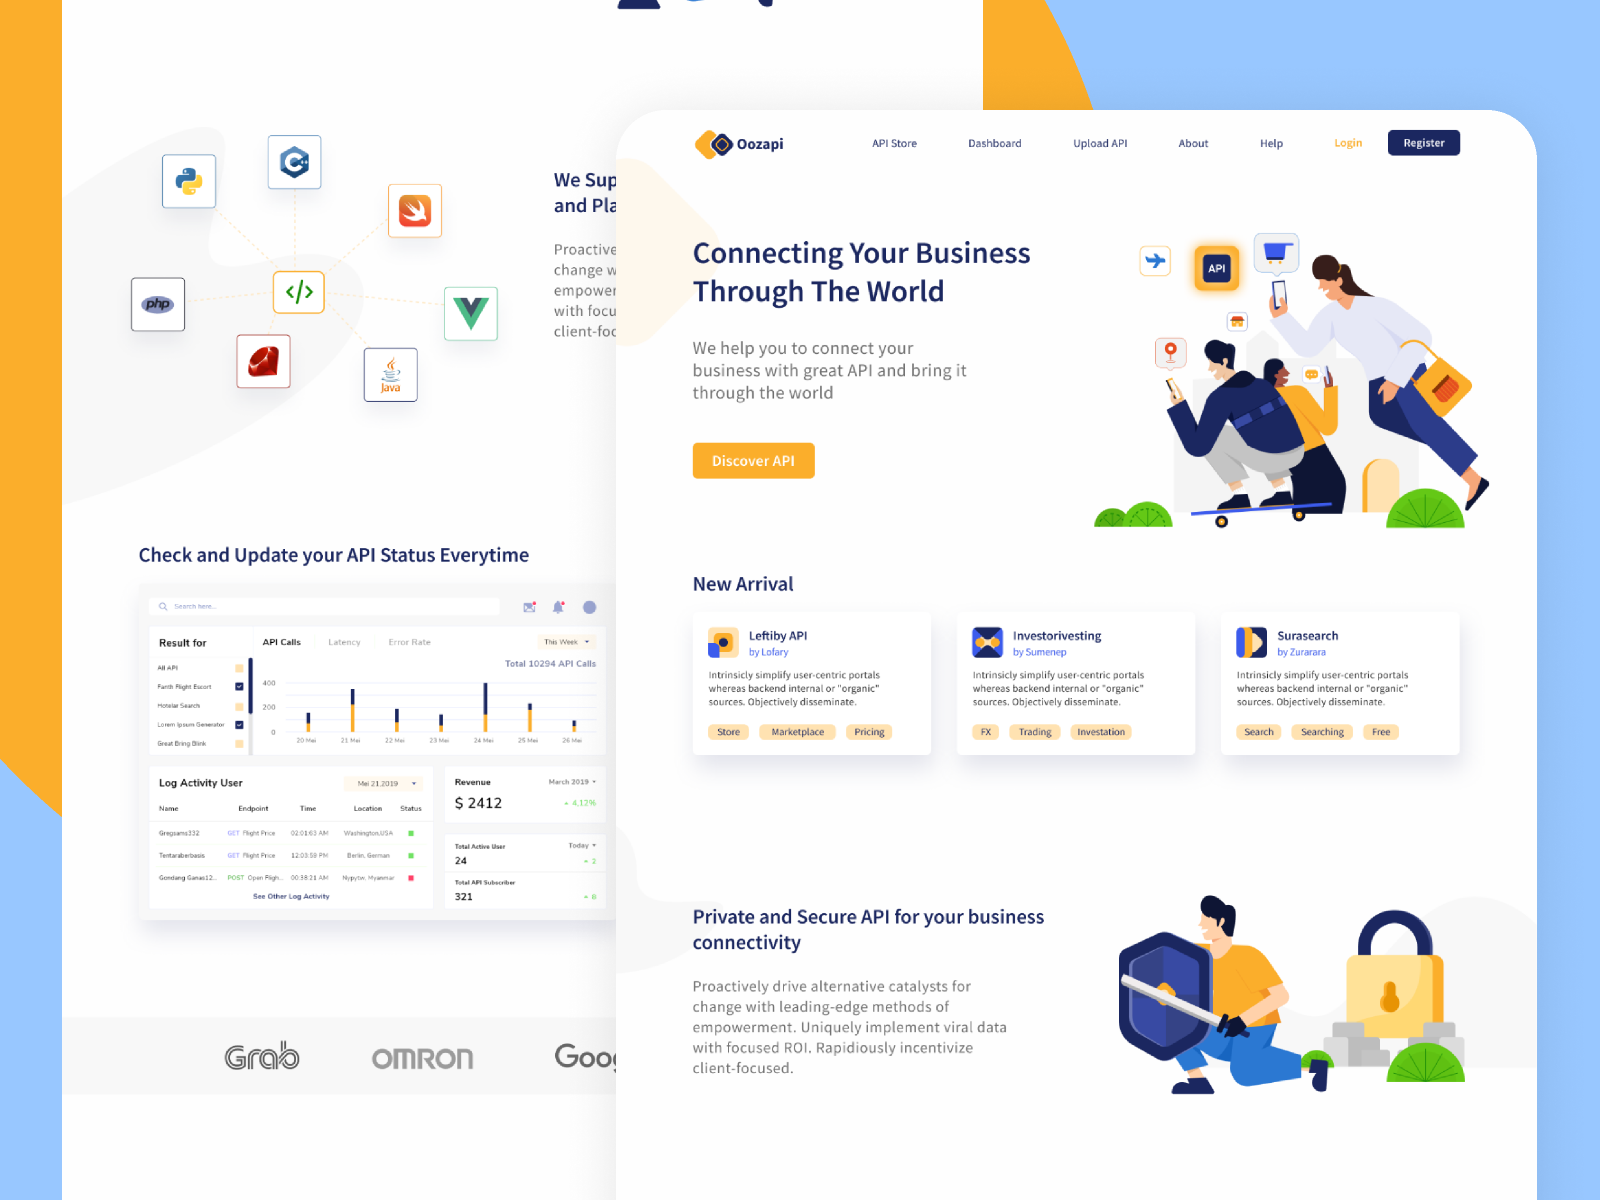 We Sup
and Pla
Proactive
change w
empower
with focu
client-foc
php
Java
</>
Check and Update your API Status Everytime
Search here...
Result for
API Calls
Latency
Error Rate
This Week
Total 10294 API Calls
All API
Fanth Flight Escort
Hotelar Search
Lorem Ipsum Generator
Great Bring Blink
400
200
0
20 Mei
21 Mei
22 Mei
23 Mei
24 Mei
25 Mei
26 Mei
Log Activity User
Mei 21,2019
Name Endpoint Time Location Status
Gregsams332 GET Flight Price 02:01:63 AM Washington,USA
Tentaraberbasis GET Flight Price 12:03:59 PM Berlin, German
Gondang Ganas12... POST Open Fligh... 00:38:21 AM Nypytw, Myanmar
See Other Log Activity
Revenue
March 2019
$ 2412
4,12%
Total Active User
Today
24
2
Total API Subscriber
321
8
Grab
OMRON
Goog
Oozapi
API Store
Dashboard
Upload API
About
Help
Login
Register
Connecting Your Business
Through The World
We help you to connect your
business with great API and bring it
through the world
Discover API
API
New Arrival
Leftiby API
by Lofary
Intrinsicly simplify user-centric portals
whereas backend internal or "organic"
sources. Objectively disseminate.
Store
Marketplace
Pricing
Investorivesting
by Sumenep
Intrinsicly simplify user-centric portals
whereas backend internal or "organic"
sources. Objectively disseminate.
FX
Trading
Investation
Surasearch
by Zurarara
Intrinsicly simplify user-centric portals
whereas backend internal or "organic"
sources. Objectively disseminate.
Search
Searching
Free
Private and Secure API for your business
connectivity
Proactively drive alternative catalysts for
change with leading-edge methods of
empowerment. Uniquely implement viral data
with focused ROI. Rapidiously incentivize
client-focused.